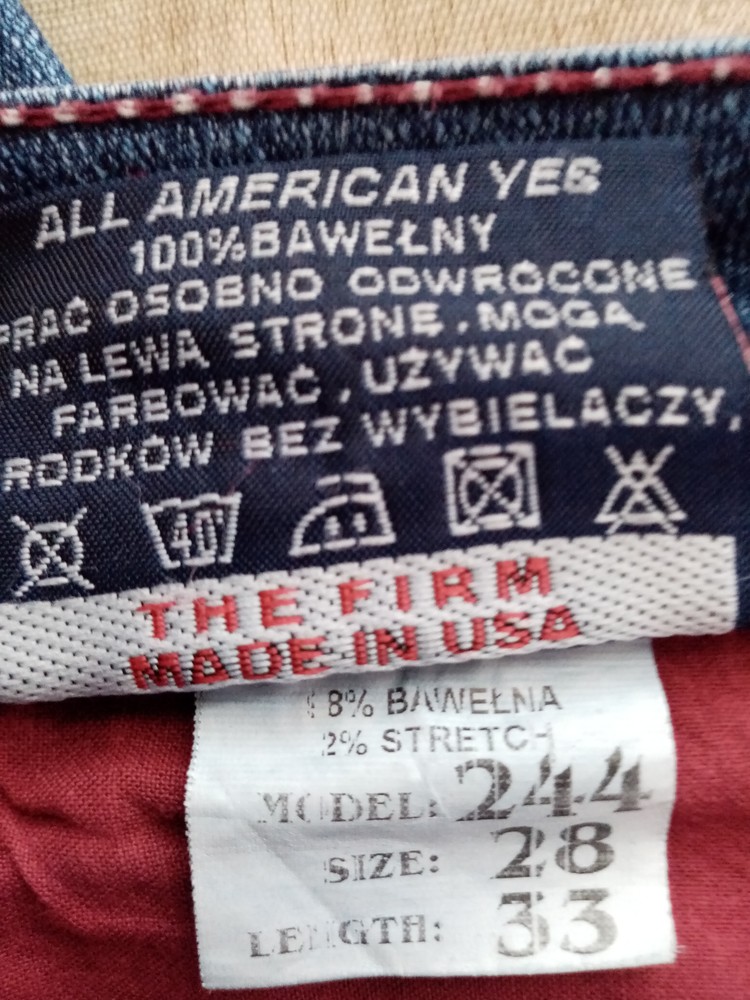 ALL AMERICAN YES
100%BAWEŁNY
PRAĆ OSOBNO ODWRÓCONE
NA LEWA STRONĘ. MOGĄ
FARBOWAĆ, UŻYWAĆ
RODKÓW BEZ WYBIELACZY,
40°
THE FIRM
MADE IN USA
8% BAWEŁNA
2% STRETCH
MODEL: 244
SIZE: 28
LENGTH: 33